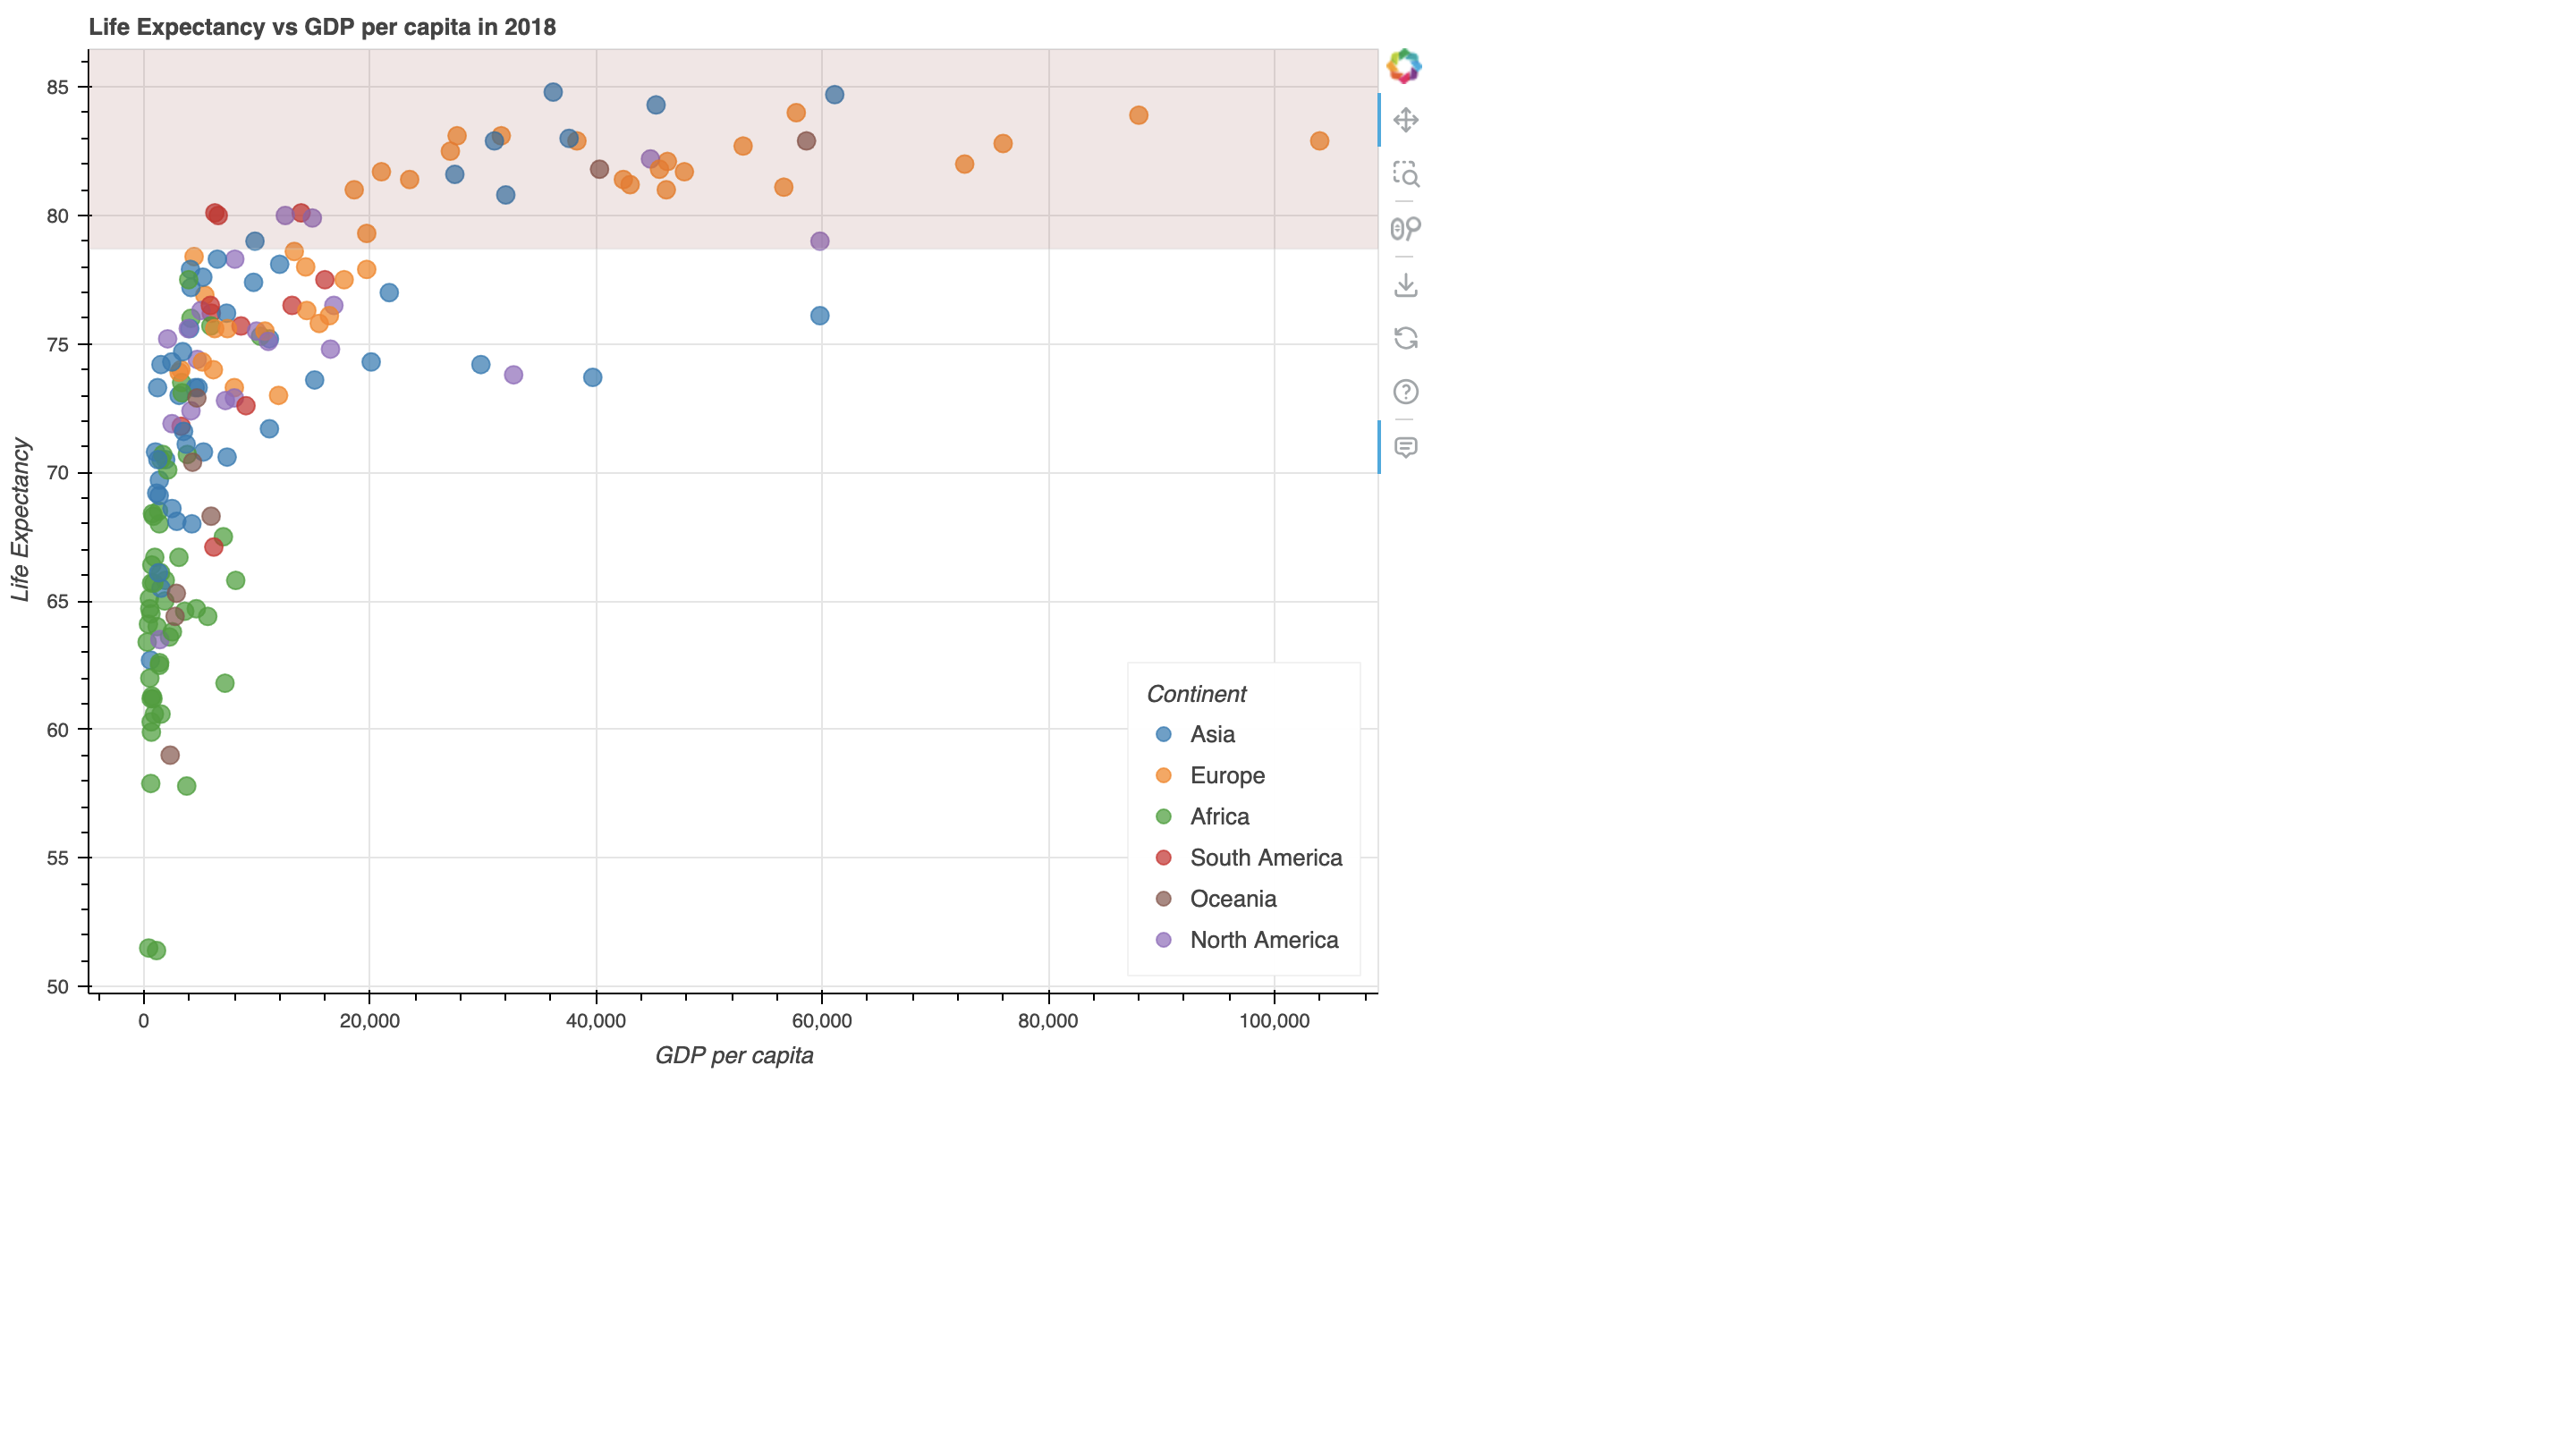 Life Expectancy vs GDP per capita in 2018
85
80
75
70
65
60
55
50
Life Expectancy
0 20,000 40,000 60,000 80,000 100,000
GDP per capita
Continent
Asia
Europe
Africa
South America
Oceania
North America